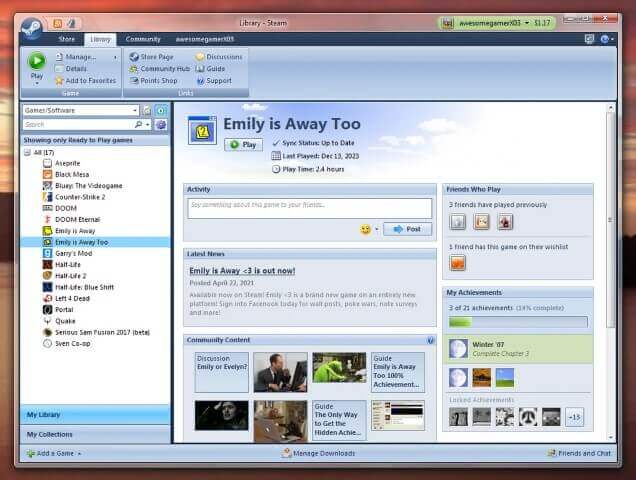 Library - Steam
awesomegamerX03
$1.17
Store
Library
Community
awesomegamerX03
Play
Manage...
Details
Add to Favorites
Game
Store Page
Community Hub
Points Shop
Discussions
Guide
Support
Links
Games/Software
Search
Showing only Ready to Play games
All (17)
Aseprite
Black Mesa
Bluey: The Videogame
Counter-Strike 2
DOOM
DOOM Eternal
Emily is Away
Emily is Away Too
Garry's Mod
Half-Life
Half-Life 2
Half-Life: Blue Shift
Left 4 Dead
Portal
Quake
Serious Sam Fusion 2017 (beta)
Sven Co-op
My Library
My Collections
Emily is Away Too
Play
Sync Status: Up to Date
Last Played: Dec 13, 2023
Play Time: 2.4 hours
Activity
Say something about this game to your friends...
Post
Latest News
Emily is Away <3 is out now!
Posted April 22, 2021
Available now on Steam! Emily <3 is a brand new game on an entirely new
platform! Sign into Facenook today for wall posts, poke wars, note surveys
and more!
Community Content
Discussion
Emily or Evelyn?
Guide
Emily is Away
Too 100%
Achievement...
Guide
The Only Way
to Get the
Hidden Achie...
Friends Who Play
3 friends have played previously
1 friend has this game on their wishlist
My Achievements
3 of 21 achievements (14% complete)
Winter '07
Complete Chapter 3
Locked Achievements
+13
Add a Game
Manage Downloads
Friends and Chat